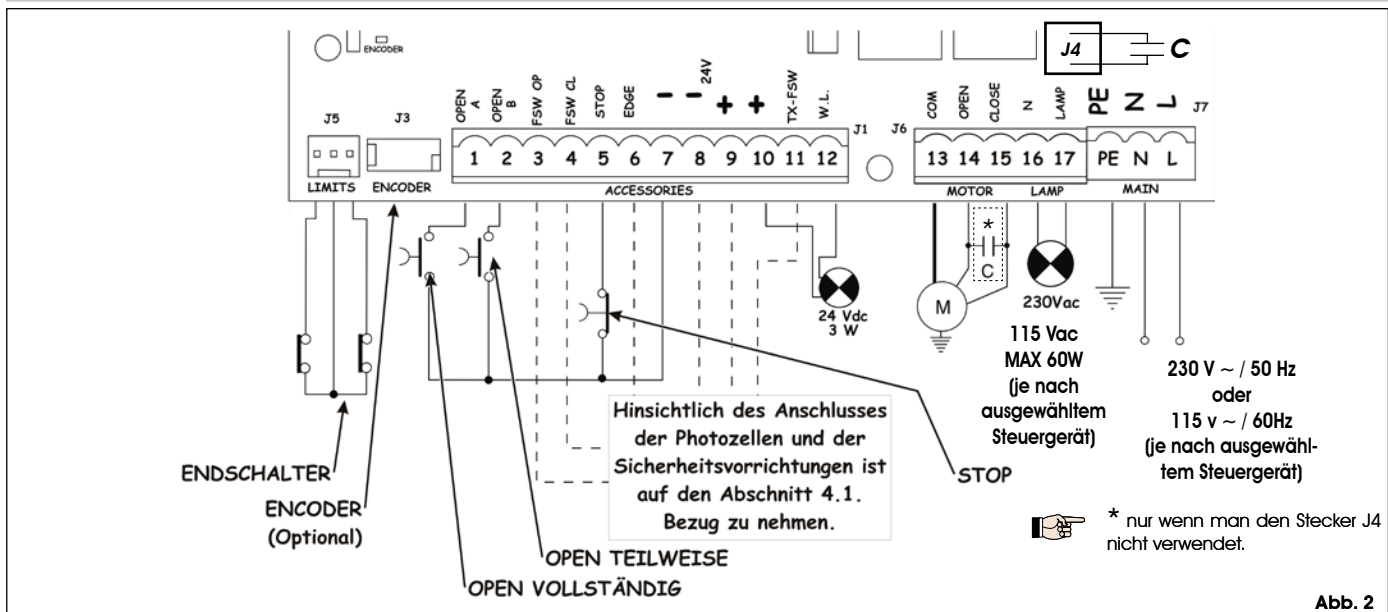 ENCODER
J4
C
OPEN A
OPEN B
FSW OP
FSW CL
STOP
EDGE
–
–
24V
+
+
TX-FSW
W.L.
COM
OPEN
CLOSE
N
LAMP
PE
N
L
J5
J3
J1
J6
J7
1 2 3 4 5 6 7 8 9 10 11 12
13 14 15 16 17
PE N L
LIMITS
ENCODER
ACCESSORIES
MOTOR
LAMP
MAIN
*
C
M
24 Vdc
3 W
230Vac
115 Vac
MAX 60W
(je nach
ausgewähltem
Steuergerät)
230 V ~ / 50 Hz
oder
115 v ~ / 60Hz
(je nach ausgewähl-
tem Steuergerät)
Hinsichtlich des Anschlusses
der Photozellen und der
Sicherheitsvorrichtungen ist
auf den Abschnitt 4.1.
Bezug zu nehmen.
ENDSCHALTER
ENCODER
(Optional)
STOP
OPEN TEILWEISE
OPEN VOLLSTÄNDIG
* nur wenn man den Stecker J4
nicht verwendet.
Abb. 2